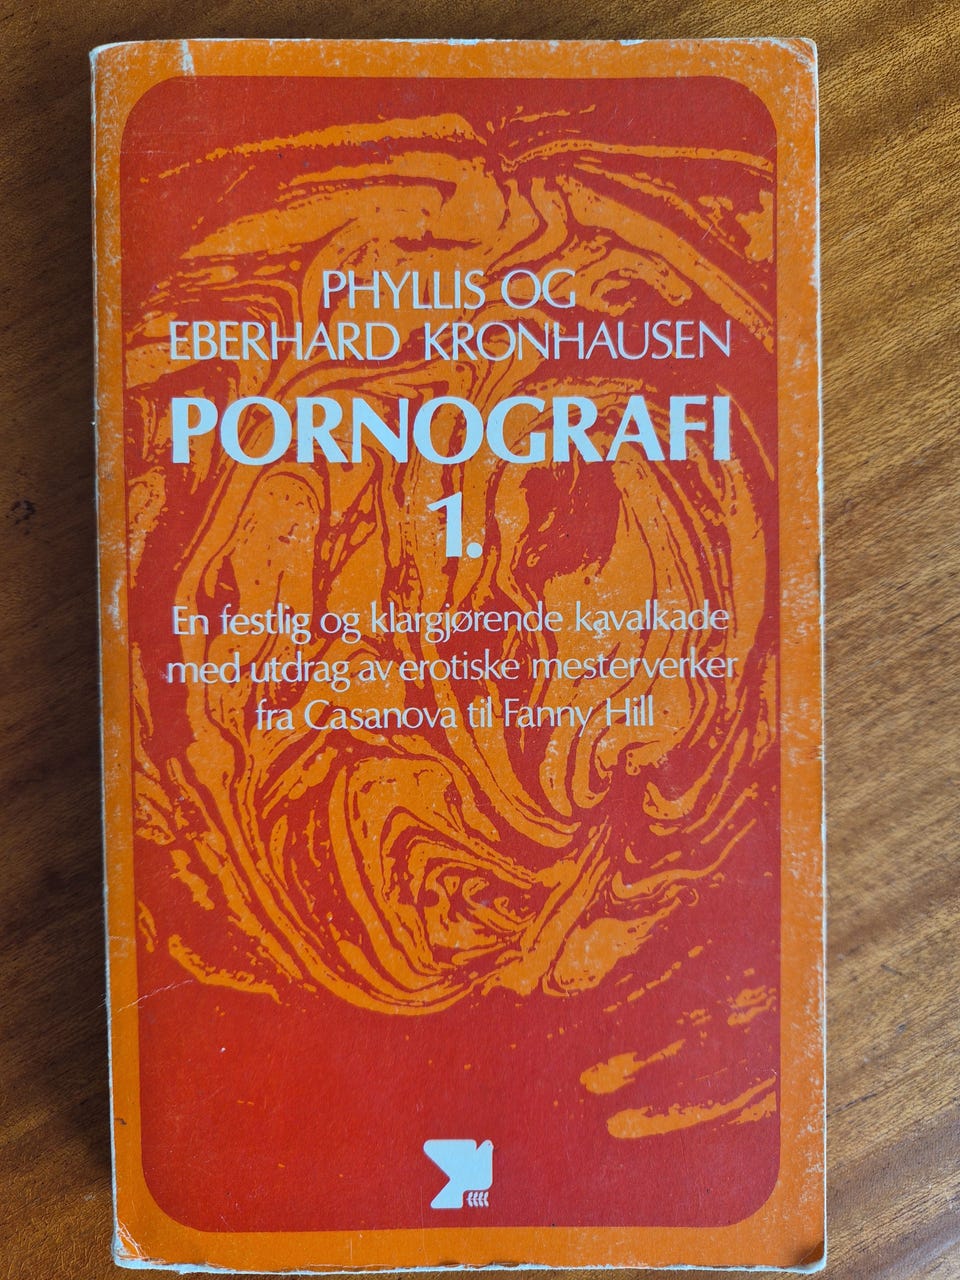 PHYLLIS OG
EBERHARD KRONHAUSEN
PORNOGRAFI
1.
En festlig og klargjørende kavalkade
med utdrag av erotiske mesterverker
fra Casanova til Fanny Hill